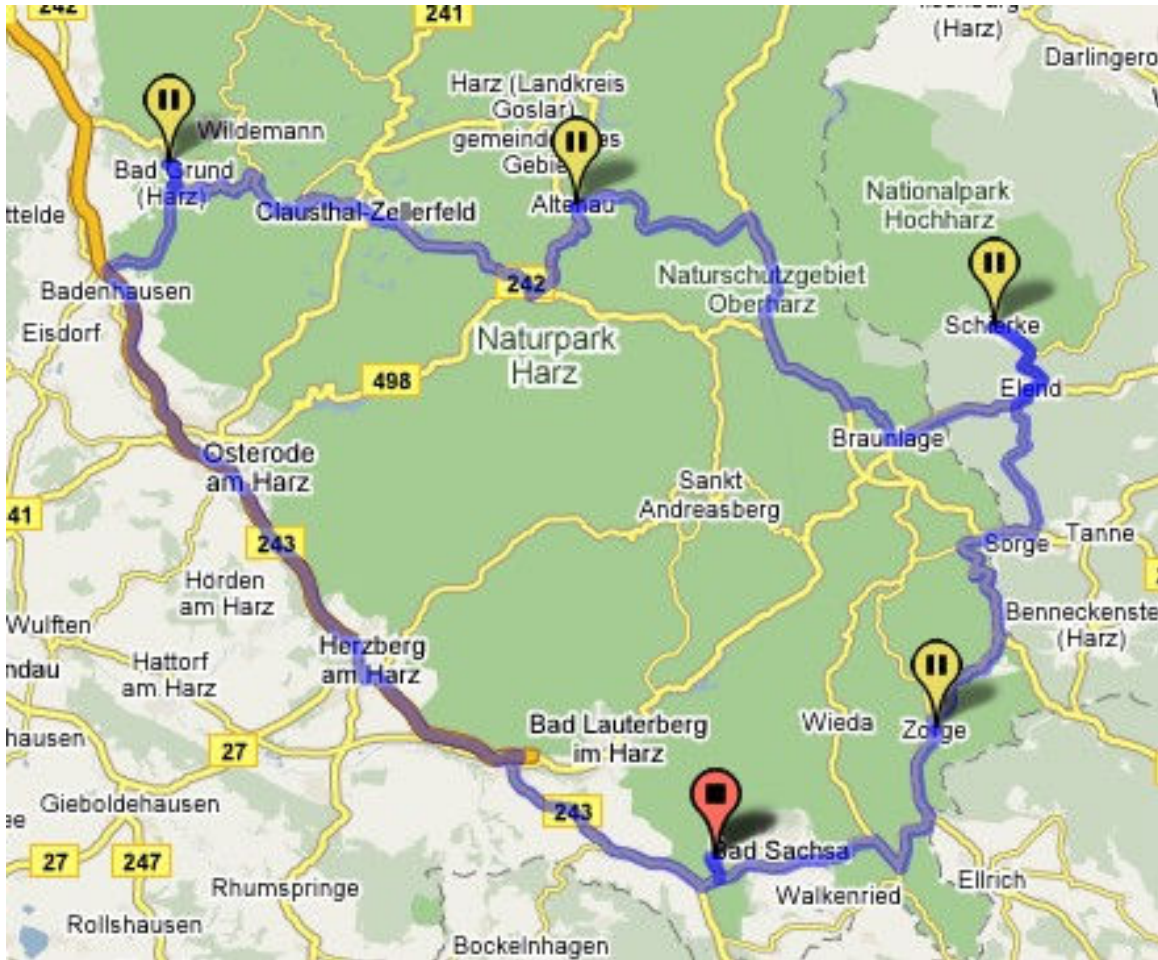 242
241
(Harz)
Darlingero
Harz (Landkreis
Goslar)
gemeinde
es
Gebie
Wildemann
Bad Grund
(Harz)
ttelde
Clausthal-Zellerfeld
Altenau
Nationalpark
Hochharz
Badenhausen
242
Naturschutzgebiet
Oberharz
Eisdorf
Schierke
Naturpark
Harz
498
Elend
Braunlage
Osterode
am Harz
Sankt
Andreasberg
41
243
Sorge
Tanne
Hörden
am Harz
Benneckenste
(Harz)
Wulften
Herzberg
am Harz
ndau
Hattorf
am Harz
Bad Lauterberg
im Harz
Wieda
Zorge
hausen
27
Gieboldehausen
243
ee
Bad Sachsa
27
247
Rhumspringe
Walkenried
Ellrich
Rollshausen
Bockelnhagen